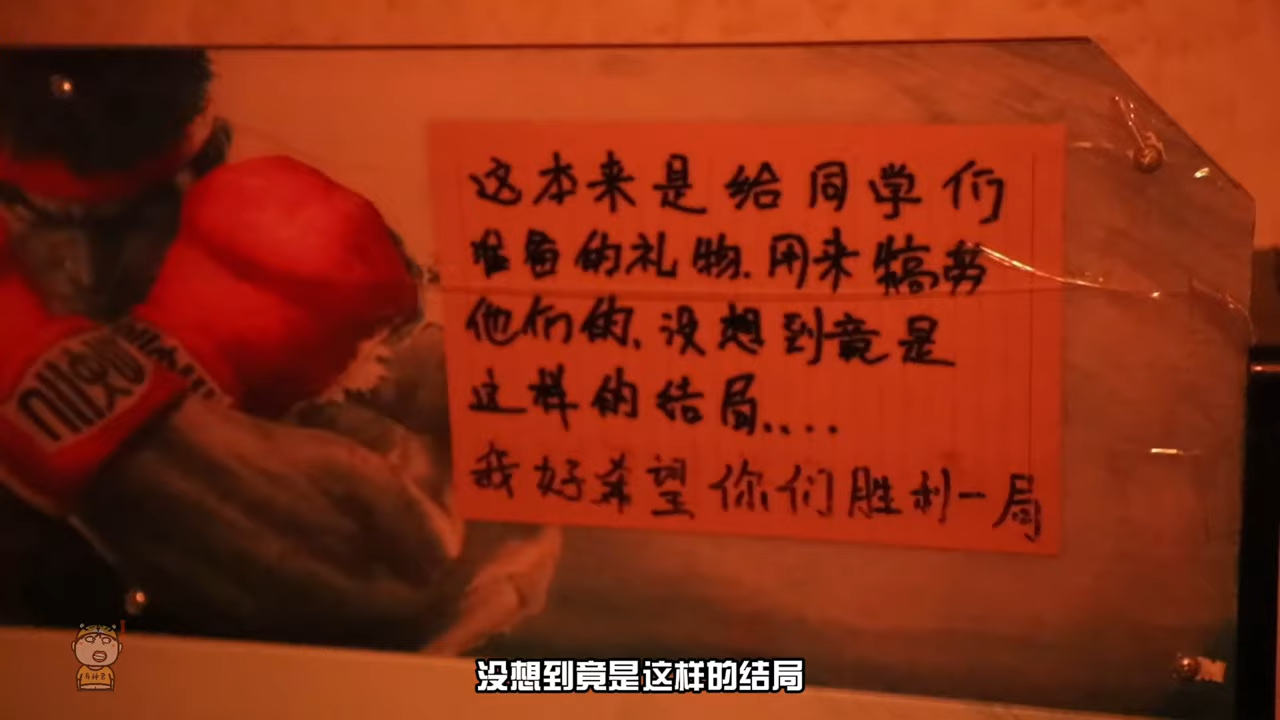 这本来是给同学们
准备的礼物.用来犒劳
他们的.没想到竟是
这样的结局....
我好希望你们胜利一局
没想到竟是这样的结局